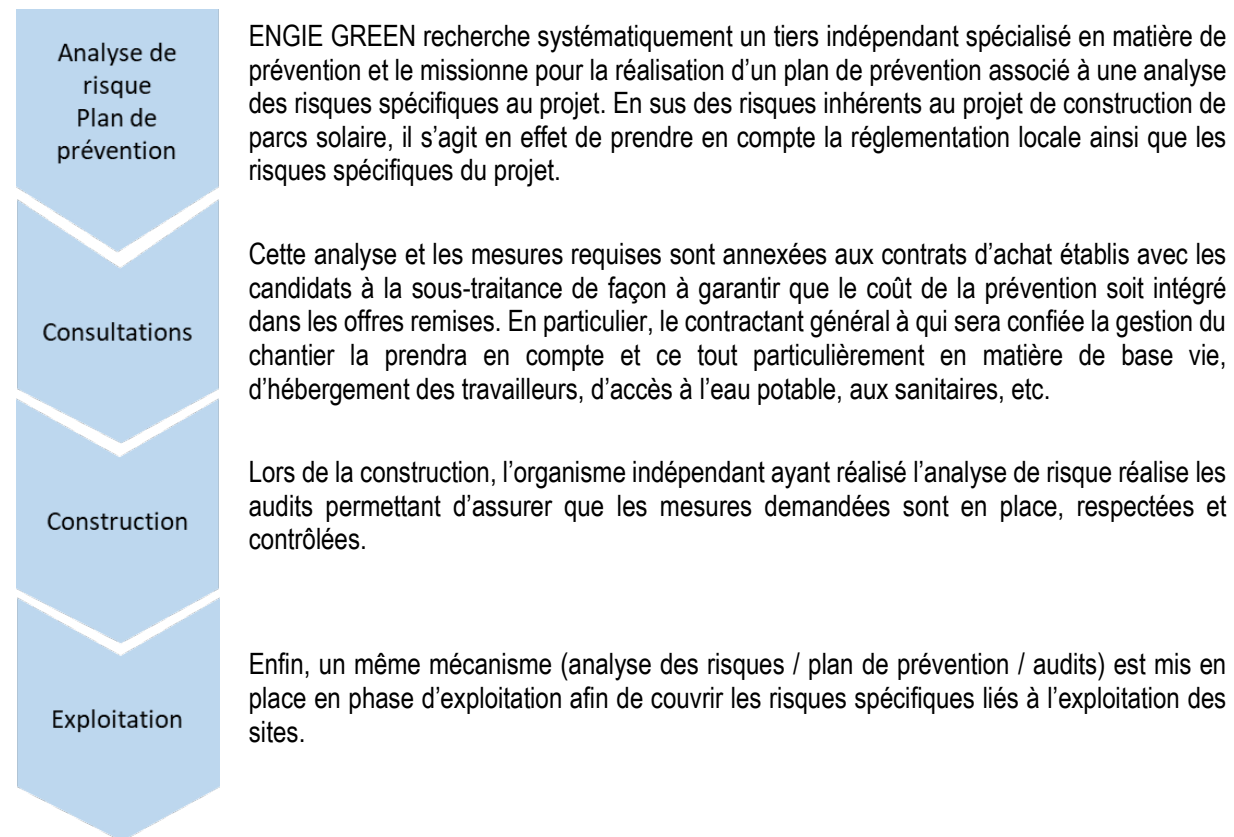 Analyse de
risque
Plan de
prévention
ENGIE GREEN recherche systématiquement un tiers indépendant spécialisé en matière de
prévention et le missionne pour la réalisation d’un plan de prévention associé à une analyse
des risques spécifiques au projet. En sus des risques inhérents au projet de construction de
parcs solaire, il s’agit en effet de prendre en compte la réglementation locale ainsi que les
risques spécifiques du projet.
Consultations
Cette analyse et les mesures requises sont annexées aux contrats d’achat établis avec les
candidats à la sous-traitance de façon à garantir que le coût de la prévention soit intégré
dans les offres remises. En particulier, le contractant général à qui sera confiée la gestion du
chantier la prendra en compte et ce tout particulièrement en matière de base vie,
d’hébergement des travailleurs, d’accès à l’eau potable, aux sanitaires, etc.
Construction
Lors de la construction, l’organisme indépendant ayant réalisé l’analyse de risque réalise les
audits permettant d’assurer que les mesures demandées sont en place, respectées et
contrôlées.
Exploitation
Enfin, un même mécanisme (analyse des risques / plan de prévention / audits) est mis en
place en phase d’exploitation afin de couvrir les risques spécifiques liés à l’exploitation des
sites.